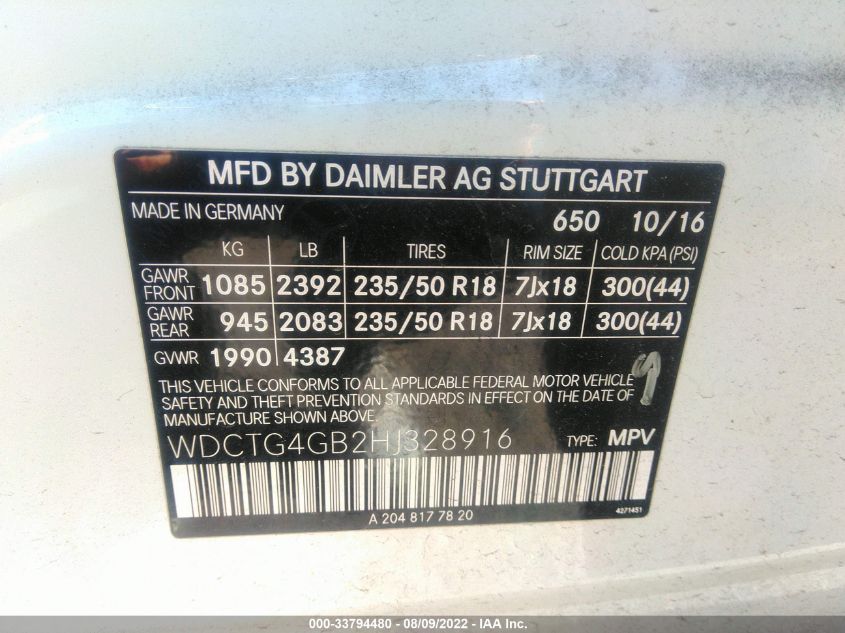 MFD BY DAIMLER AG STUTTGART
MADE IN GERMANY 650 10/16
KG LB TIRES RIM SIZE COLD KPA (PSI)
GAWR FRONT 1085 2392 235/50 R18 7Jx18 300(44)
GAWR REAR 945 2083 235/50 R18 7Jx18 300(44)
GVWR 1990 4387
THIS VEHICLE CONFORMS TO ALL APPLICABLE FEDERAL MOTOR VEHICLE
SAFETY AND THEFT PREVENTION STANDARDS IN EFFECT ON THE DATE OF
MANUFACTURE SHOWN ABOVE.
WDCTG4GB2HJ328916 TYPE: MPV
A 204 817 78 20 4271451
000-33794480 - 08/09/2022 - IAA Inc.